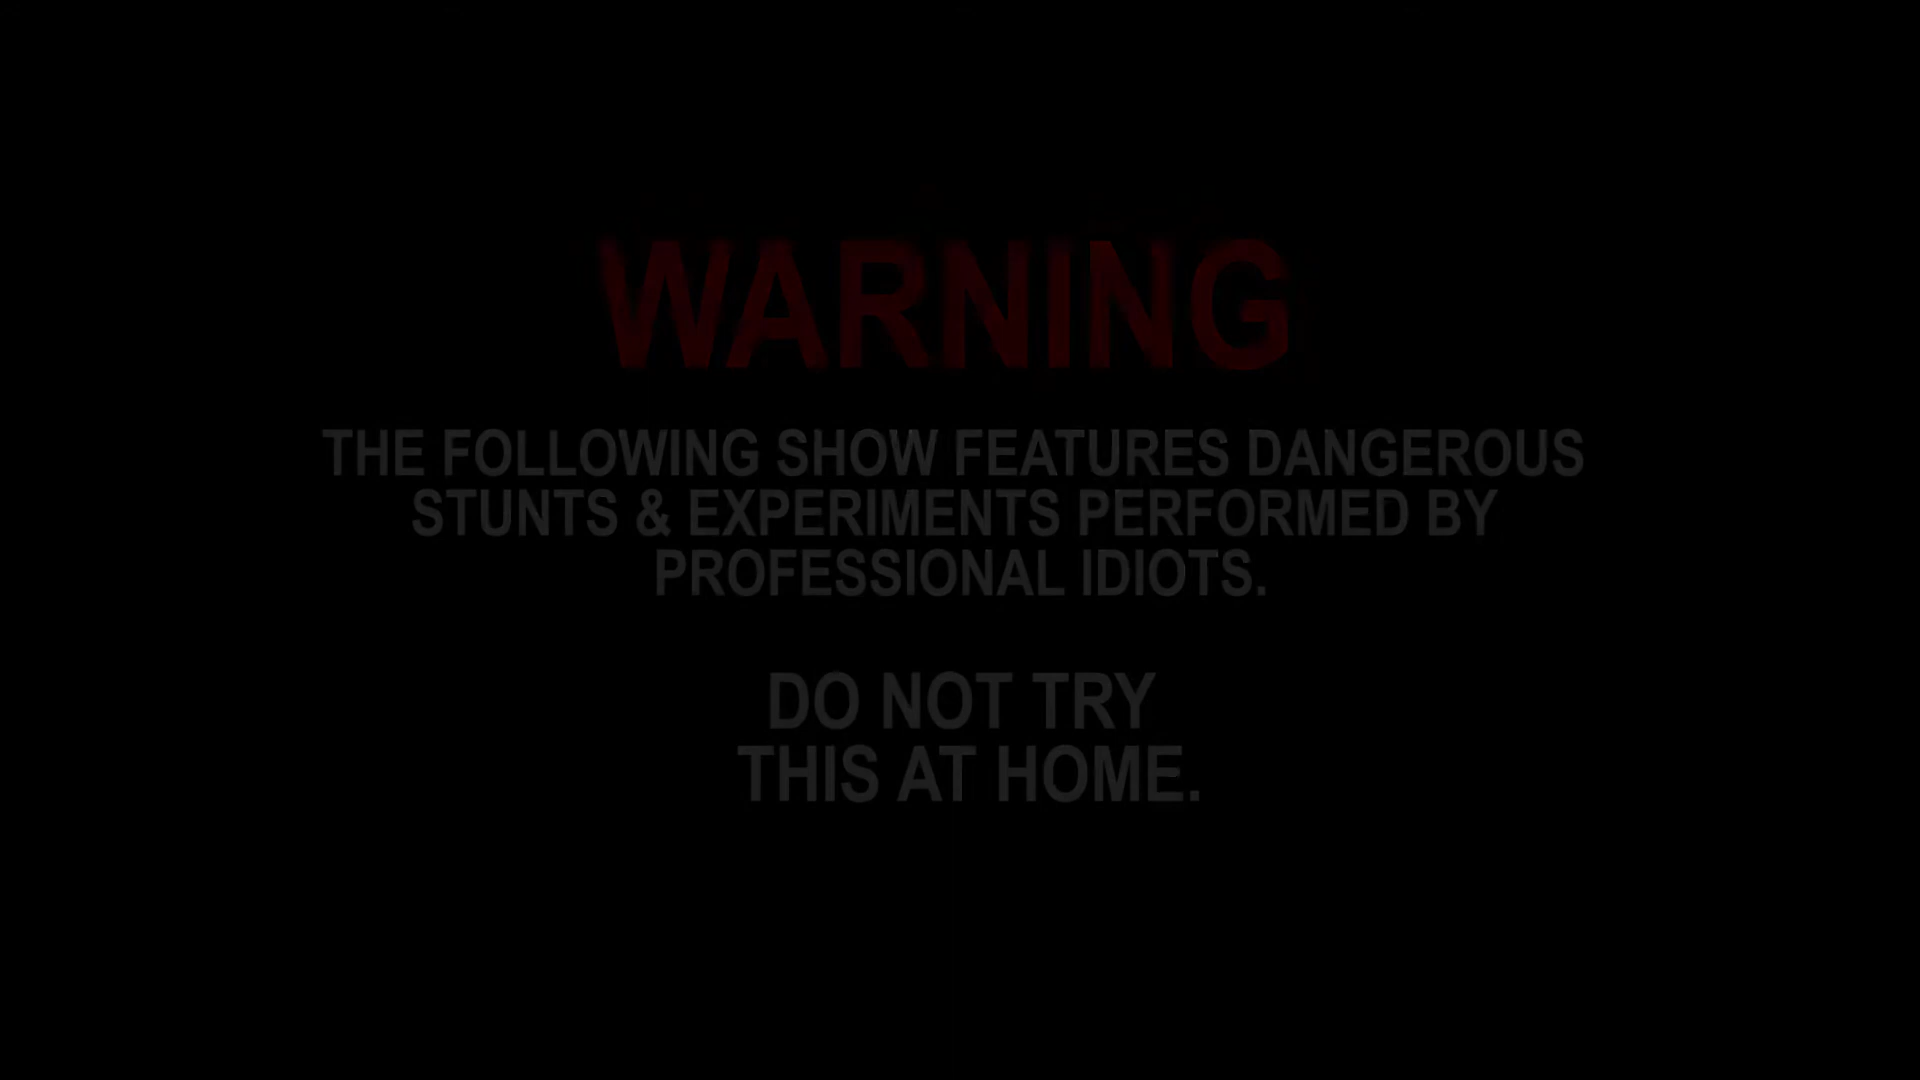 WARNING
THE FOLLOWING SHOW FEATURES DANGEROUS
STUNTS & EXPERIMENTS PERFORMED BY
PROFESSIONAL IDIOTS.
DO NOT TRY
THIS AT HOME.